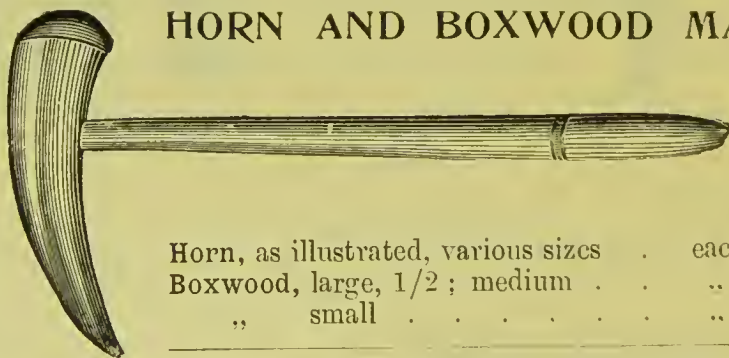 HORN AND BOXWOOD MA
Horn, as illustrated, various sizes . eac
Boxwood, large, 1/2 ; medium . . ,,
,, small . . . . . . ,,